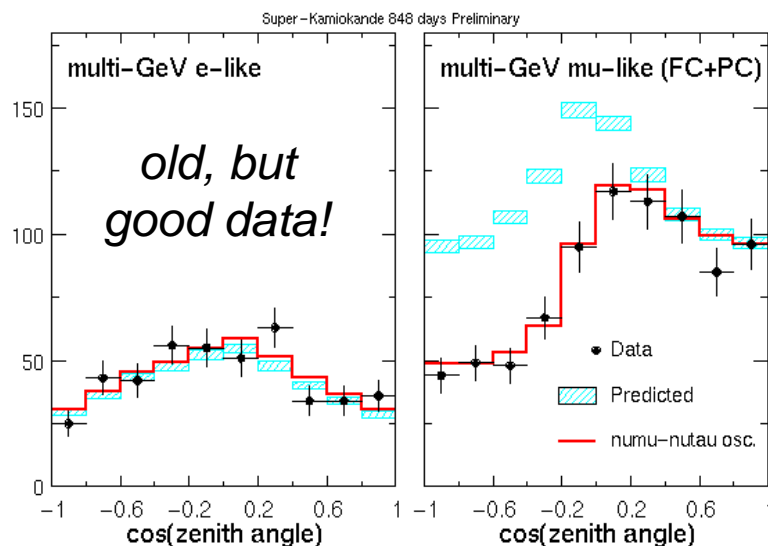 Super-Kamiokande 848 days Preliminary
multi-GeV e-like
old, but
good data!
multi-GeV mu-like (FC+PC)
150
100
50
0
Data
Predicted
numu-nutau osc.
-1 -0.6 -0.2 0.2 0.6 1
-1 -0.6 -0.2 0.2 0.6 1
cos(zenith angle)
cos(zenith angle)